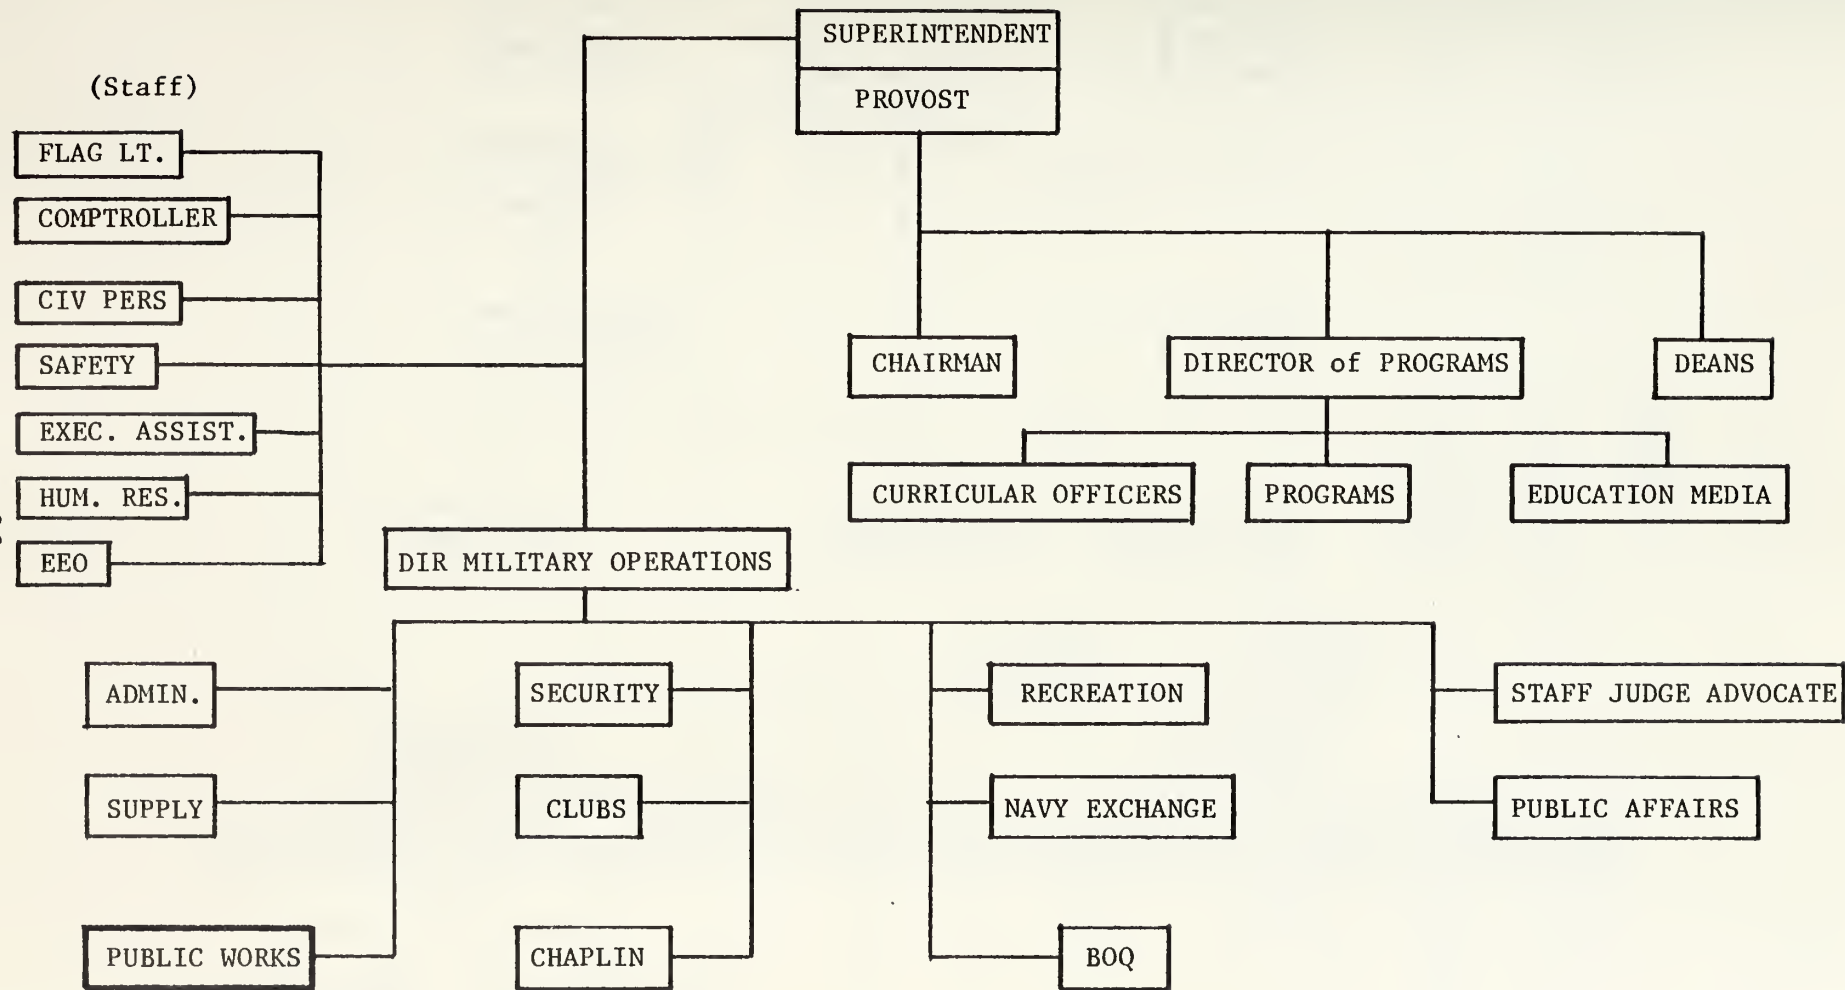 SUPERINTENDENT
PROVOST
(Staff)
FLAG LT.
COMPTROLLER
CIV PERS
SAFETY
EXEC. ASSIST.
HUM. RES.
EEO
CHAIRMAN
DIRECTOR of PROGRAMS
DEANS
CURRICULAR OFFICERS
PROGRAMS
EDUCATION MEDIA
DIR MILITARY OPERATIONS
ADMIN.
SECURITY
RECREATION
STAFF JUDGE ADVOCATE
SUPPLY
CLUBS
NAVY EXCHANGE
PUBLIC AFFAIRS
PUBLIC WORKS
CHAPLIN
BOQ